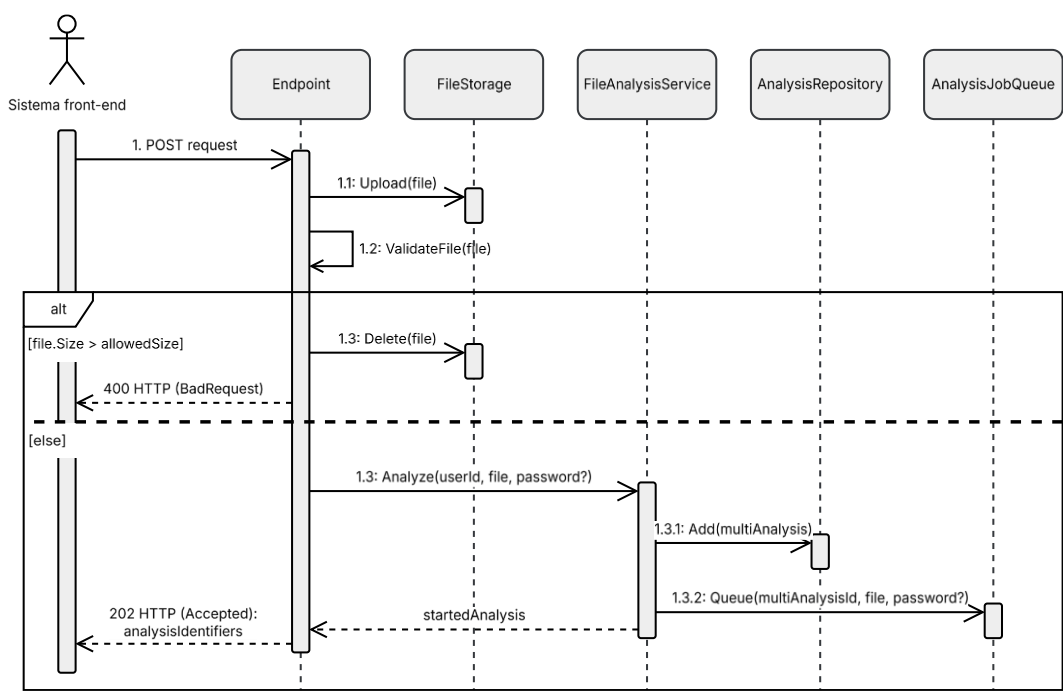 Sistema front-end
Endpoint
FileStorage
FileAnalysisService
AnalysisRepository
AnalysisJobQueue
1. POST request
1.1: Upload(file)
1.2: ValidateFile(file)
alt
[file.Size > allowedSize]
1.3: Delete(file)
400 HTTP (BadRequest)
[else]
1.3: Analyze(userId, file, password?)
1.3.1: Add(multiAnalysis)
1.3.2: Queue(multiAnalysisId, file, password?)
startedAnalysis
202 HTTP (Accepted):
analysisIdentifiers